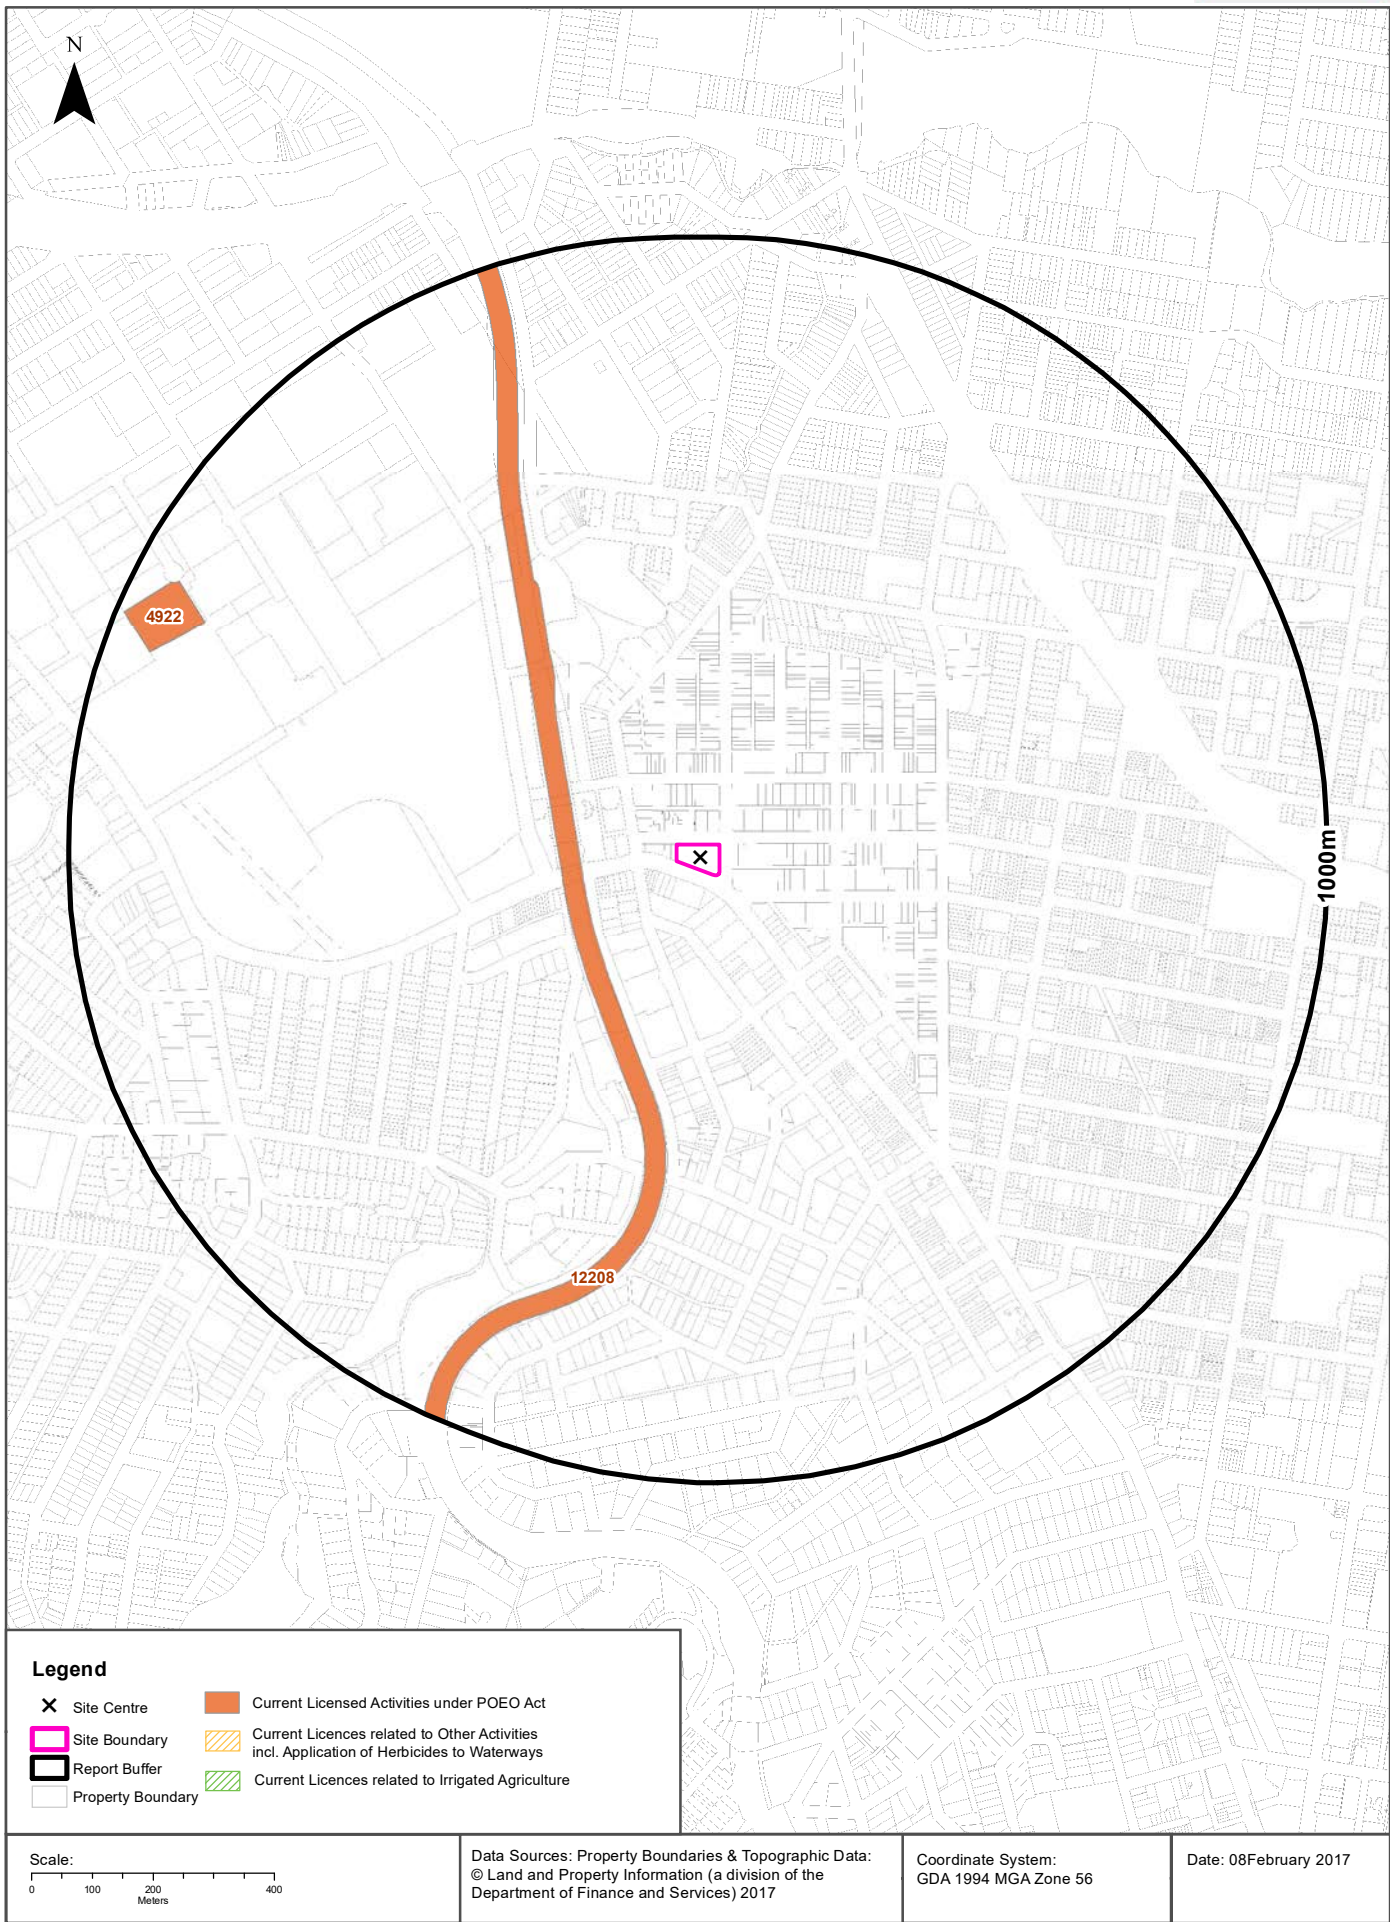 N
4922
1000m
12208
Legend
Site Centre
Site Boundary
Report Buffer
Property Boundary
Current Licensed Activities under POEO Act
Current Licences related to Other Activities
incl. Application of Herbicides to Waterways
Current Licences related to Irrigated Agriculture
Scale:
0 100 200 400
Meters
Data Sources: Property Boundaries & Topographic Data:
© Land and Property Information (a division of the
Department of Finance and Services) 2017
Coordinate System:
GDA 1994 MGA Zone 56
Date: 08February 2017